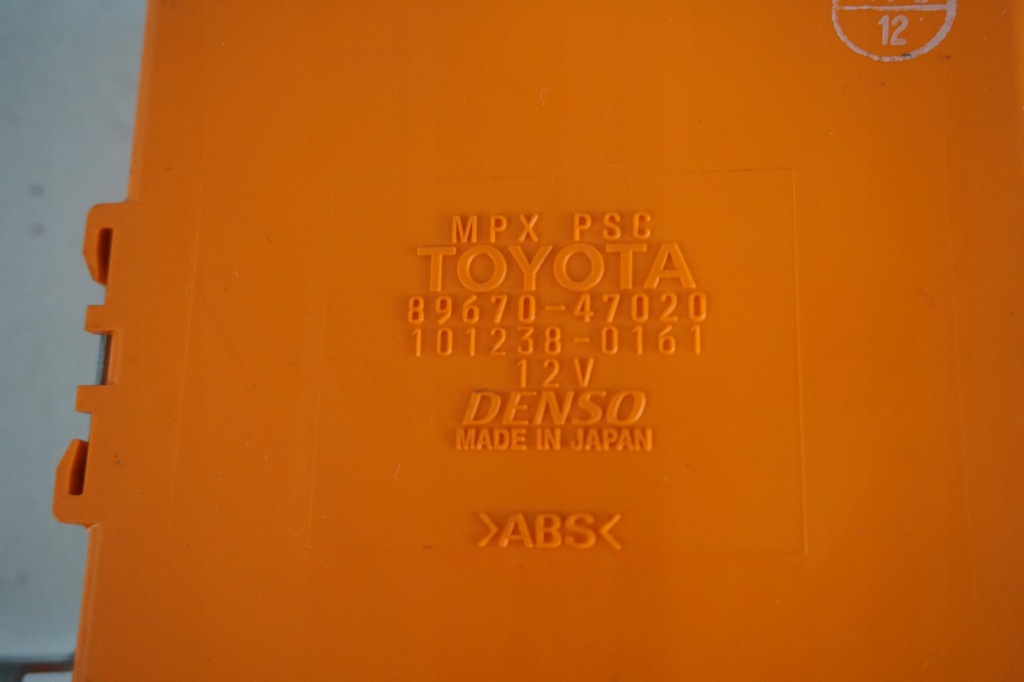 12
MPX PSC
TOYOTA
89670-47020
101238-0161
12V
DENSO
MADE IN JAPAN
>ABS<